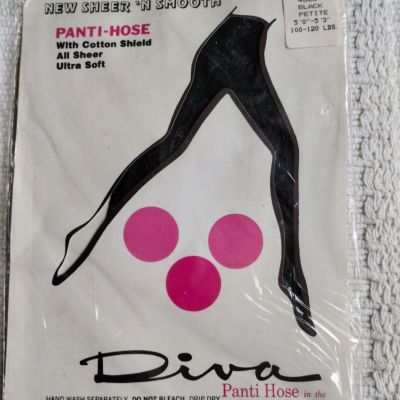 NEW SHEER 'N SMOOTH
BLACK
PETITE
5'0"-5'3"
100-120 LBS.
PANTI-HOSE
With Cotton Shield
All Sheer
Ultra Soft
Diva
Panti Hose in the
HAND WASH SEPARATELY. DO NOT BLEACH. DRIP DRY